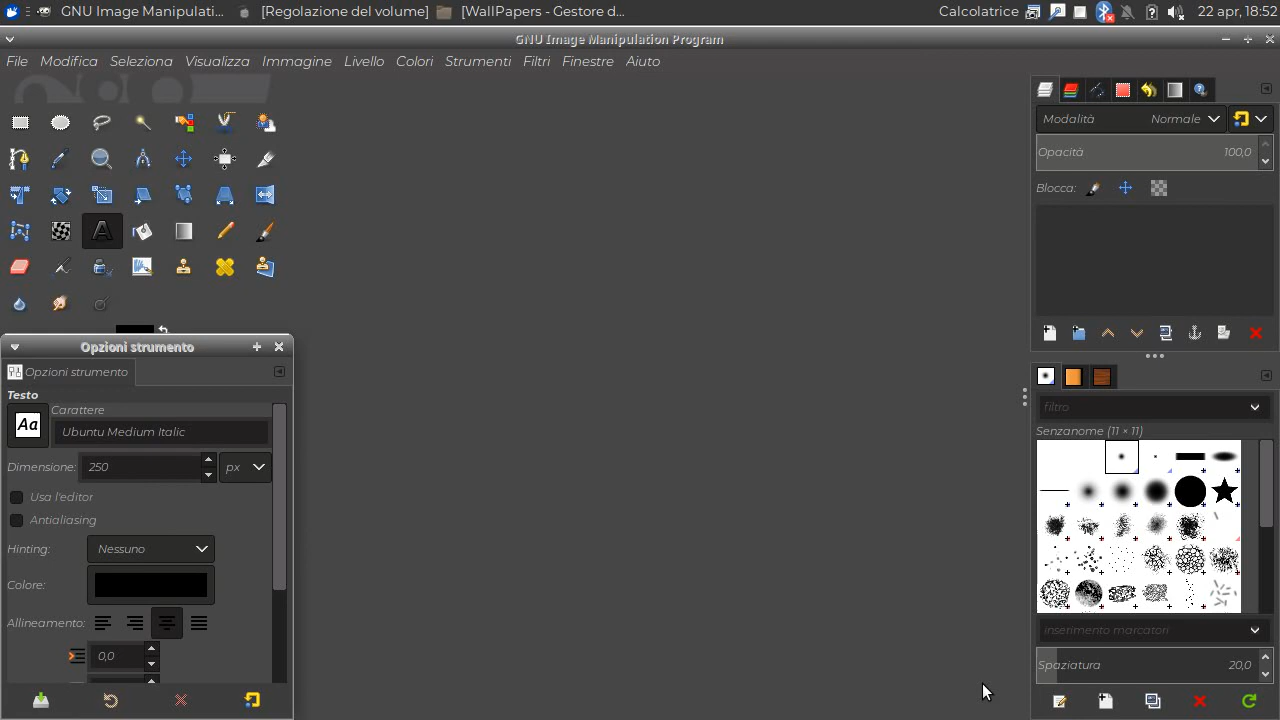 GNU Image Manipulati... [Regolazione del volume] [WallPapers - Gestore d... Calcolatrice 22 apr, 18:52
GNU Image Manipulation Program
File Modifica Seleziona Visualizza Immagine Livello Colori Strumenti Filtri Finestre Aiuto
Modalità Normale
Opacità 100,0
Blocca:
Opzioni strumento
Opzioni strumento
Testo
Aa Carattere
Ubuntu Medium Italic
Dimensione: 250 px
Usa l'editor
Antialiasing
Hinting: Nessuno
Colore:
Allineamento:
0,0
filtro
Senzanome (11 × 11)
inserimento marcatori
Spaziatura 20,0